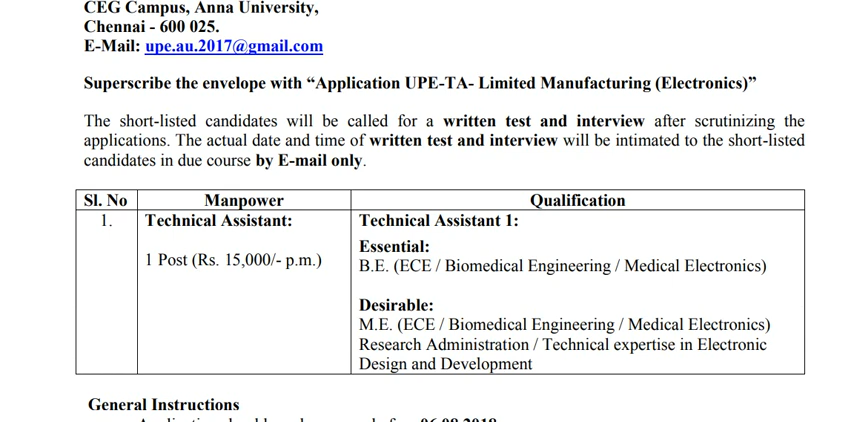 CEG Campus, Anna University,
Chennai - 600 025.
E-Mail: upe.au.2017@gmail.com
Superscribe the envelope with “Application UPE-TA- Limited Manufacturing (Electronics)”
The short-listed candidates will be called for a written test and interview after scrutinizing the
applications. The actual date and time of written test and interview will be intimated to the short-listed
candidates in due course by E-mail only.
Sl. No Manpower Qualification
1. Technical Assistant: Technical Assistant 1:
Essential:
1 Post (Rs. 15,000/- p.m.) B.E. (ECE / Biomedical Engineering / Medical Electronics)
Desirable:
M.E. (ECE / Biomedical Engineering / Medical Electronics)
Research Administration / Technical expertise in Electronic
Design and Development
General Instructions